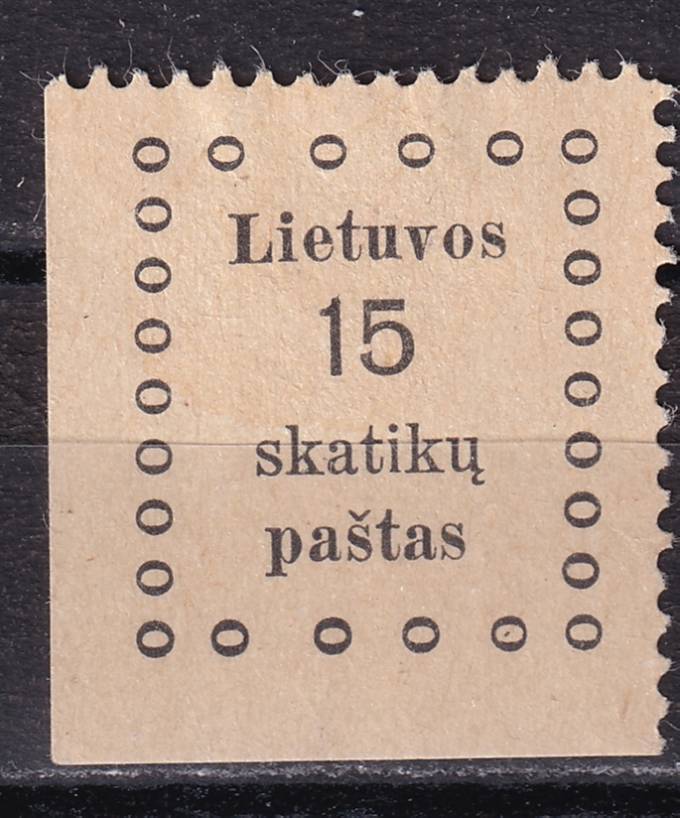 Lietuvos
15
skatikų
paštas